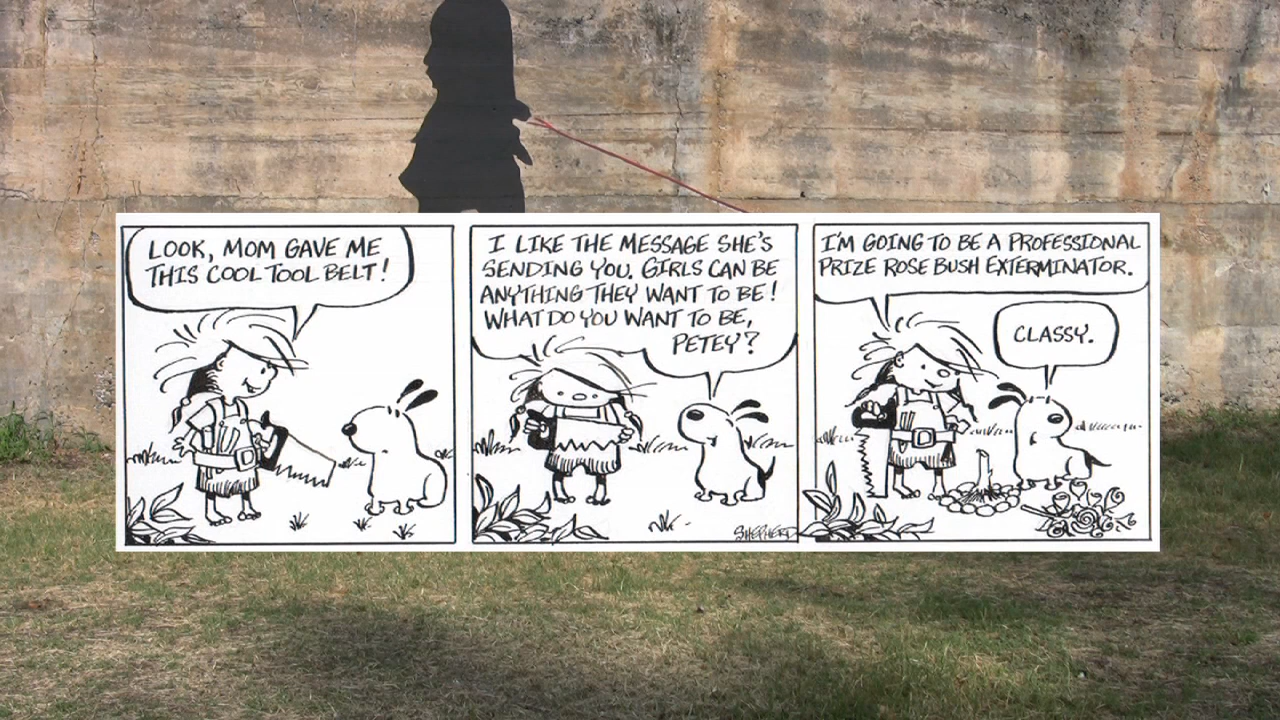 LOOK, MOM GAVE ME
THIS COOL TOOL BELT!
I LIKE THE MESSAGE SHE'S
SENDING YOU. GIRLS CAN BE
ANYTHING THEY WANT TO BE!
WHAT DO YOU WANT TO BE,
PETEY?
SHEPHERD
I'M GOING TO BE A PROFESSIONAL
PRIZE ROSE BUSH EXTERMINATOR.
CLASSY.